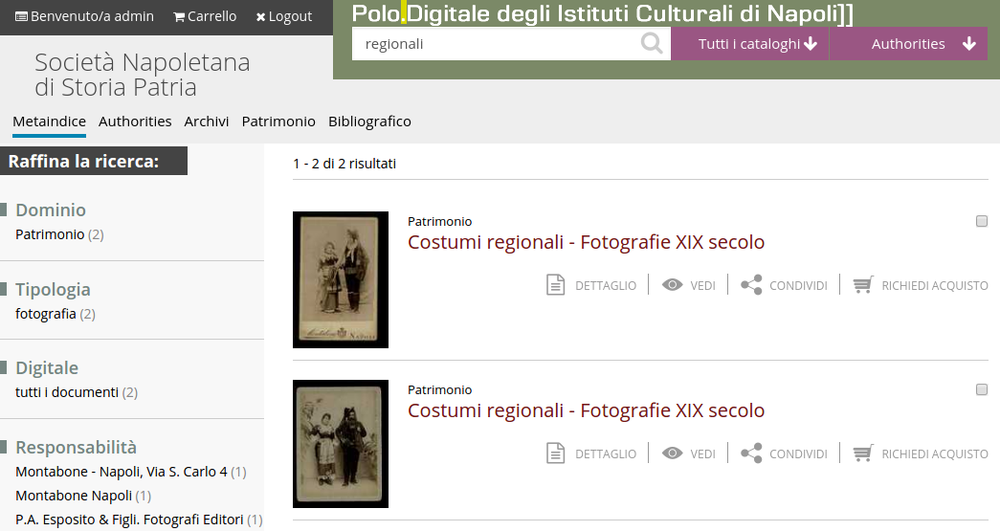 Benvenuto/a admin Carrello Logout
Polo.Digitale degli Istituti Culturali di Napoli]]
regionali Tutti i cataloghi Authorities
Società Napoletana
di Storia Patria
Metaindice Authorities Archivi Patrimonio Bibliografico
Raffina la ricerca:
Dominio
Patrimonio (2)
Tipologia
fotografia (2)
Digitale
tutti i documenti (2)
Responsabilità
Montabone - Napoli, Via S. Carlo 4 (1)
Montabone Napoli (1)
P.A. Esposito & Figli. Fotografi Editori (1)
1 - 2 di 2 risultati
Patrimonio
Costumi regionali - Fotografie XIX secolo
DETTAGLIO VEDI CONDIVIDI RICHIEDI ACQUISTO
Montabone NAPOLI
Patrimonio
Costumi regionali - Fotografie XIX secolo
DETTAGLIO VEDI CONDIVIDI RICHIEDI ACQUISTO